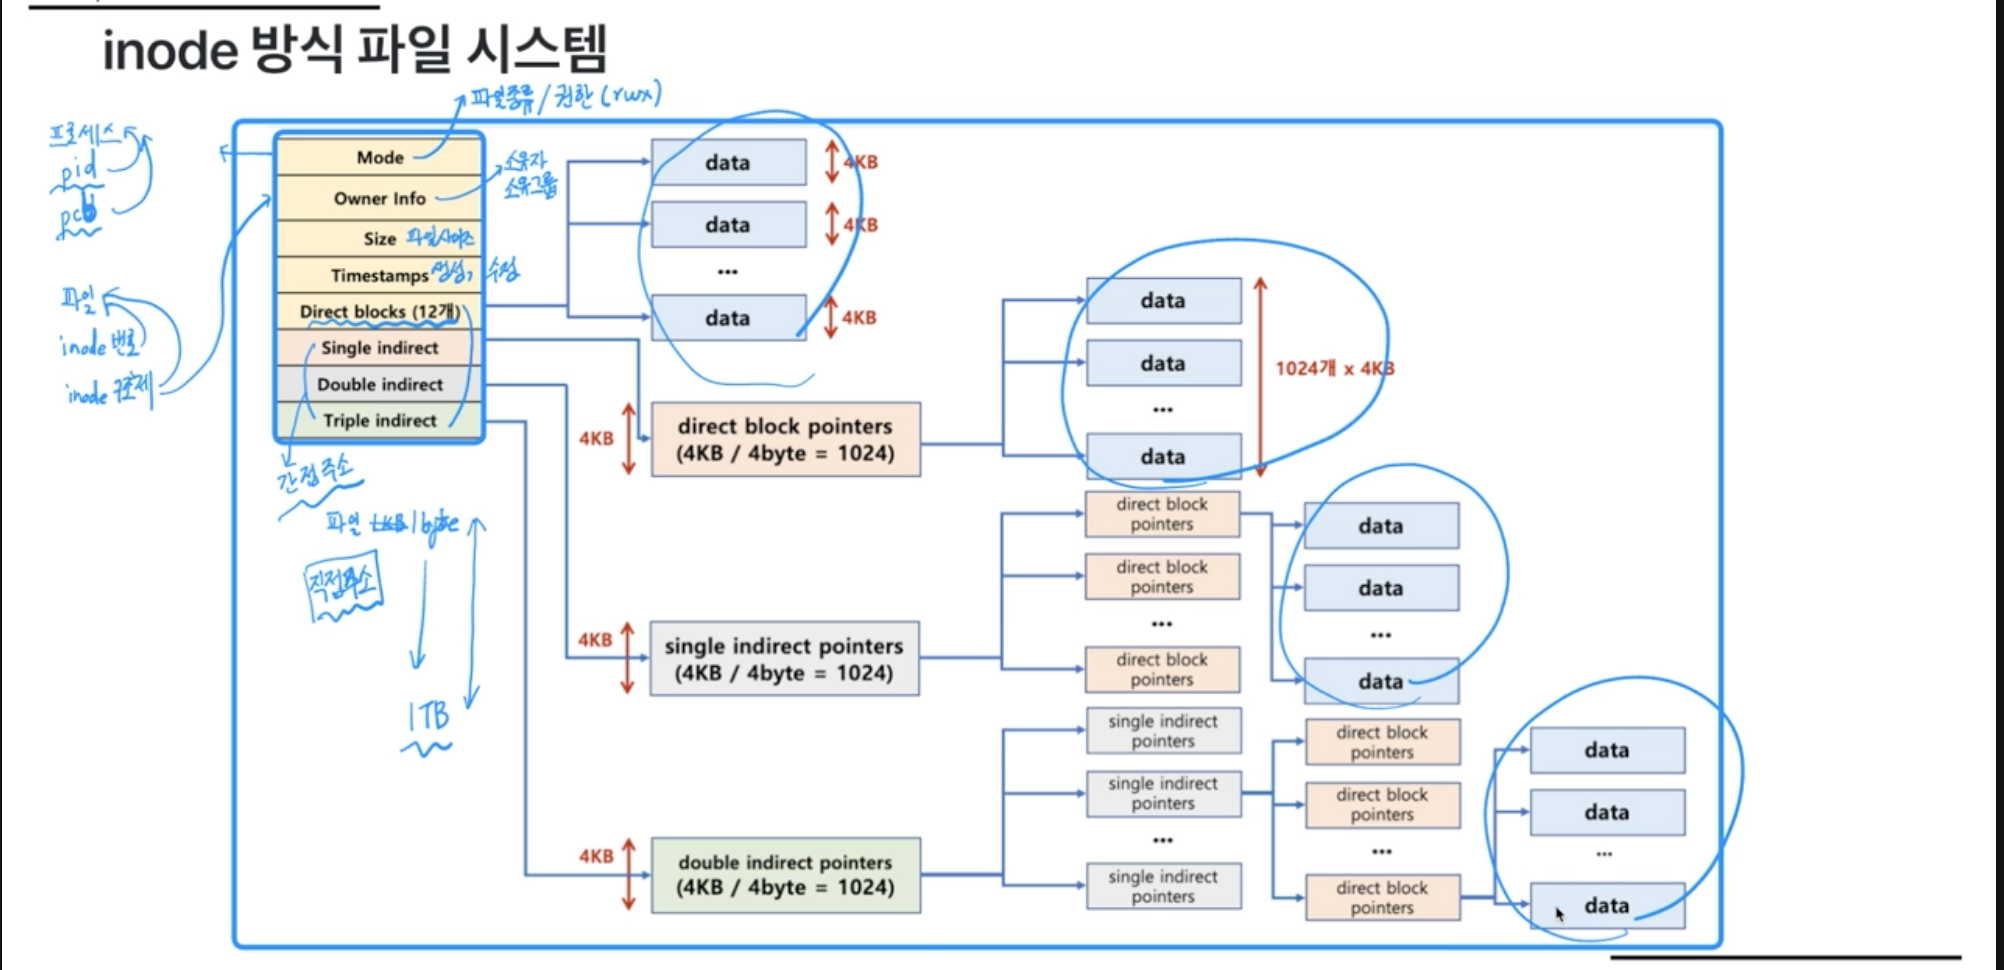 inode 방식 파일 시스템
파일종류/권한(rwx)
프로세스
pid
pcb
파일
inode 번호
inode 구조체
Mode
Owner Info
소유자
소유그룹
Size 파일사이즈
Timestamps 생성, 수정
Direct blocks (12개)
Single indirect
Double indirect
Triple indirect
간접주소
파일 1KB 1byte
직접주소
1TB
data
4KB
data
4KB
...
data
4KB
4KB
direct block pointers
(4KB / 4byte = 1024)
data
data
...
data
1024개 x 4KB
4KB
single indirect pointers
(4KB / 4byte = 1024)
direct block
pointers
direct block
pointers
...
direct block
pointers
data
data
...
data
4KB
double indirect pointers
(4KB / 4byte = 1024)
single indirect
pointers
single indirect
pointers
...
single indirect
pointers
direct block
pointers
direct block
pointers
...
direct block
pointers
data
data
...
data